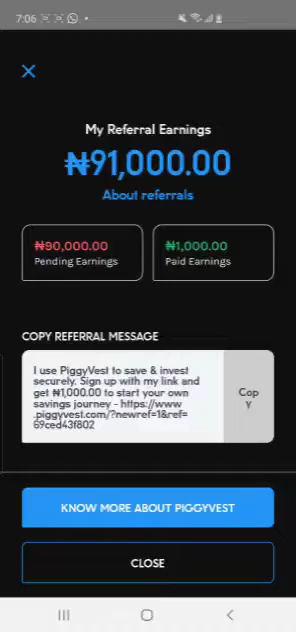 7:06
My Referral Earnings
₦91,000.00
About referrals
₦90,000.00
Pending Earnings
₦1,000.00
Paid Earnings
COPY REFERRAL MESSAGE
I use PiggyVest to save & invest
securely. Sign up with my link and
get ₦1,000.00 to start your own
savings journey - https://www
.piggyvest.com/?newref=1&ref=
69ced43f802
Cop
y
KNOW MORE ABOUT PIGGYVEST
CLOSE